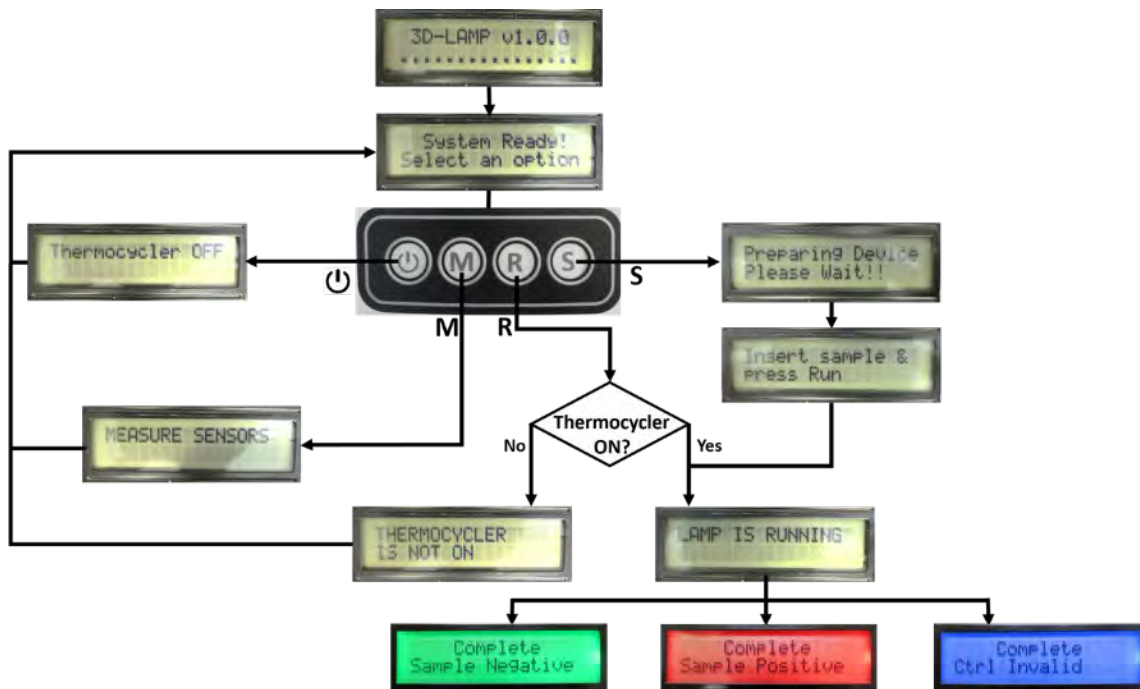 3D-LAMP v1.0.0
System Ready!
Select an option
Thermocycler OFF
M
R
S
S
M
R
Preparing Device
Please Wait!!
Insert sample &
press Run
Thermocycler
ON?
No
Yes
MEASURE SENSORS
THERMOCYCLER
IS NOT ON
LAMP IS RUNNING
Complete
Sample Negative
Complete
Sample Positive
Complete
Ctrl Invalid